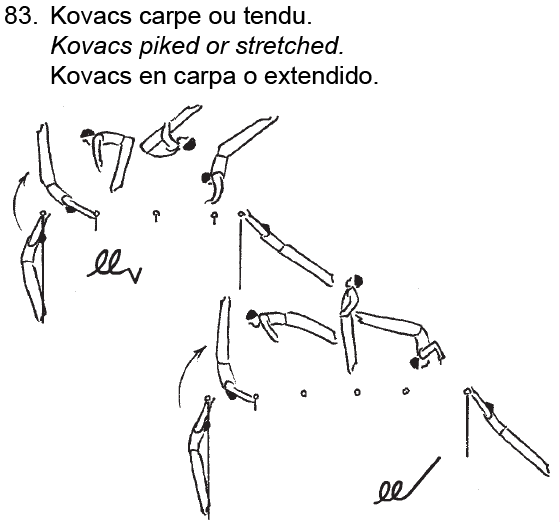 83. Kovacs carpe ou tendu.
Kovacs piked or stretched.
Kovacs en carpa o extendido.